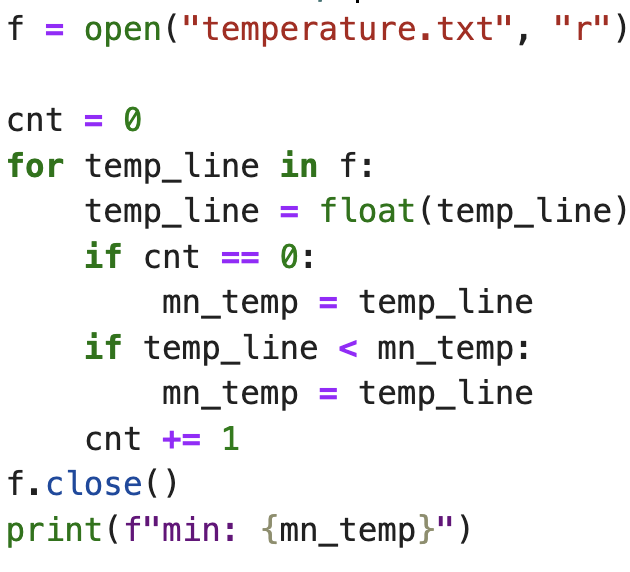 f = open("temperature.txt", "r")

cnt = 0
for temp_line in f:
    temp_line = float(temp_line)
    if cnt == 0:
        mn_temp = temp_line
    if temp_line < mn_temp:
        mn_temp = temp_line
    cnt += 1
f.close()
print(f"min: {mn_temp}")